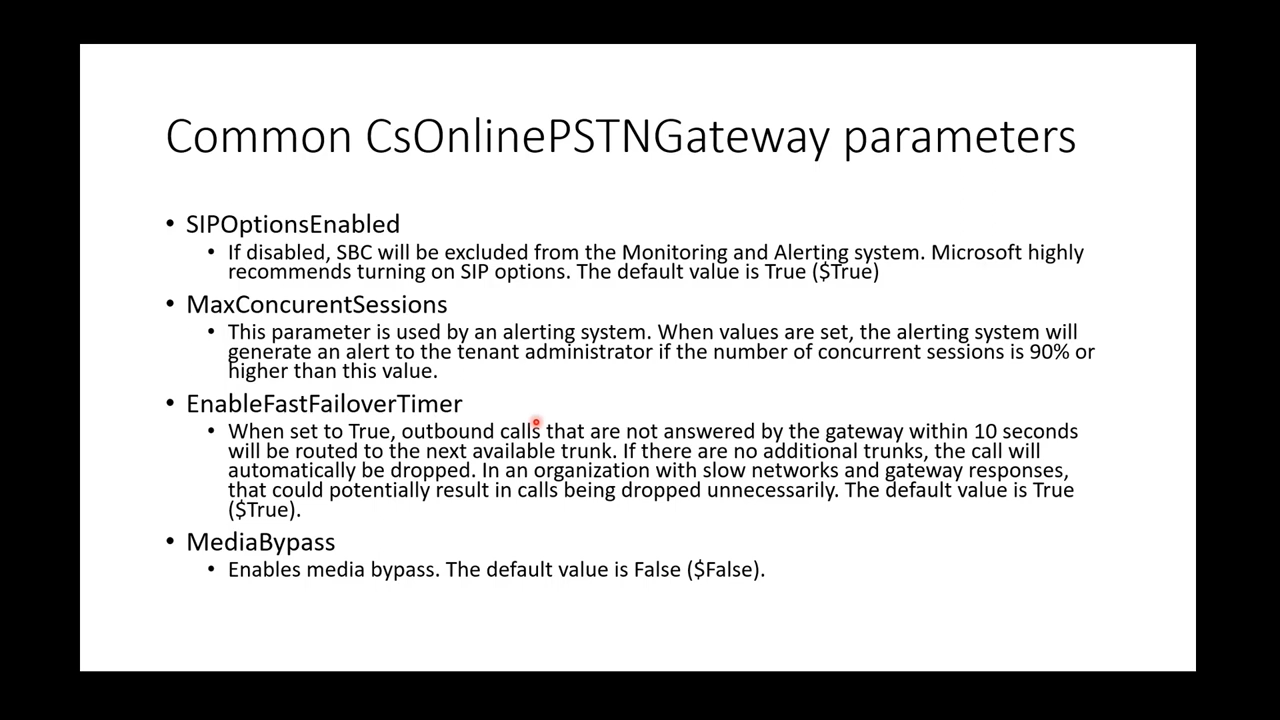 Common CsOnlinePSTNGateway parameters
• SIPOptionsEnabled
• If disabled, SBC will be excluded from the Monitoring and Alerting system. Microsoft highly
recommends turning on SIP options. The default value is True ($True)
• MaxConcurentSessions
• This parameter is used by an alerting system. When values are set, the alerting system will
generate an alert to the tenant administrator if the number of concurrent sessions is 90% or
higher than this value.
• EnableFastFailoverTimer
• When set to True, outbound calls that are not answered by the gateway within 10 seconds
will be routed to the next available trunk. If there are no additional trunks, the call will
automatically be dropped. In an organization with slow networks and gateway responses,
that could potentially result in calls being dropped unnecessarily. The default value is True
($True).
• MediaBypass
• Enables media bypass. The default value is False ($False).